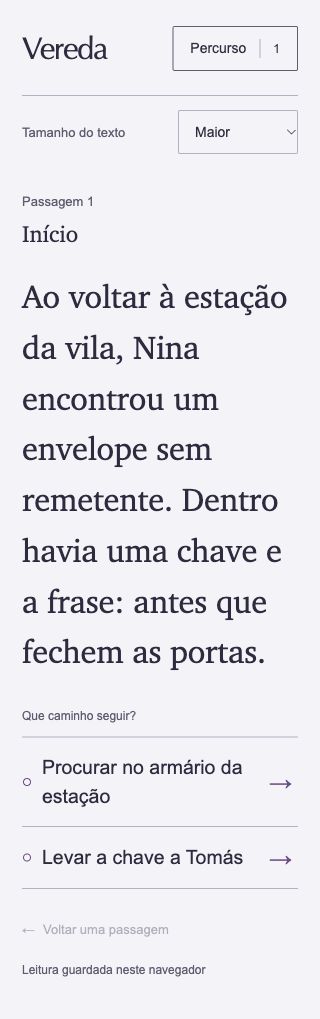 Vereda
Percurso 1
Tamanho do texto
Maior
Passagem 1
Início
Ao voltar à estação
da vila, Nina
encontrou um
envelope sem
remetente. Dentro
havia uma chave e
a frase: antes que
fechem as portas.
Que caminho seguir?
Procurar no armário da
estação
→
Levar a chave a Tomás →
← Voltar uma passagem
Leitura guardada neste navegador